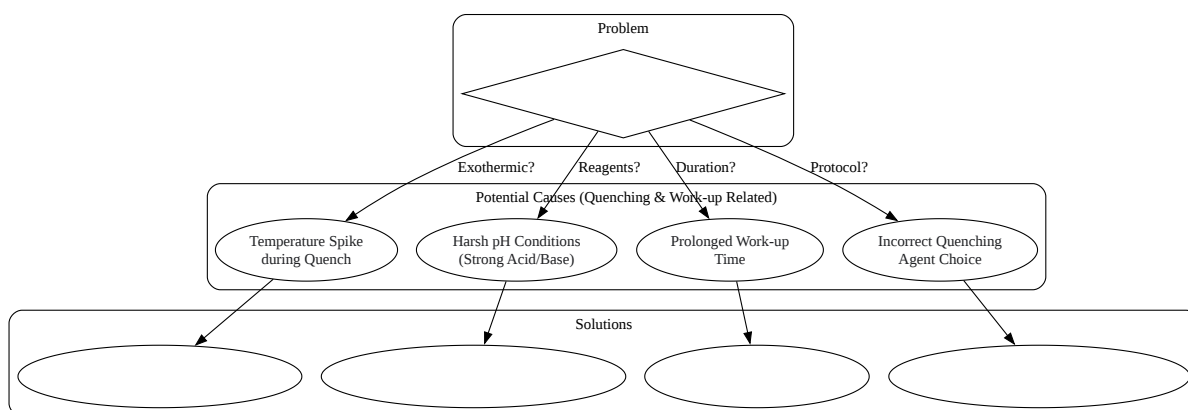 Problem
Exothermic?
Reagents?
Duration?
Protocol?
Potential Causes (Quenching & Work-up Related)
Temperature Spike
during Quench
Harsh pH Conditions
(Strong Acid/Base)
Prolonged Work-up
Time
Incorrect Quenching
Agent Choice
Solutions